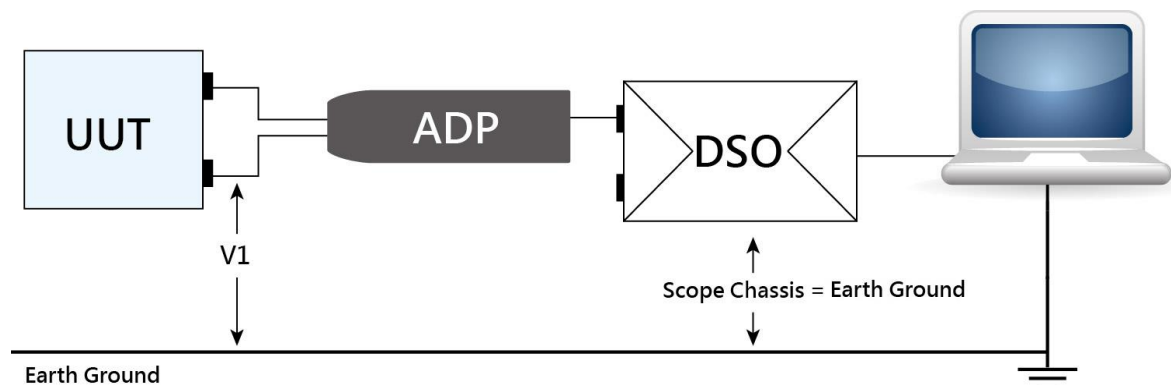 UUT
ADP
DSO
V1
Scope Chassis = Earth Ground
Earth Ground